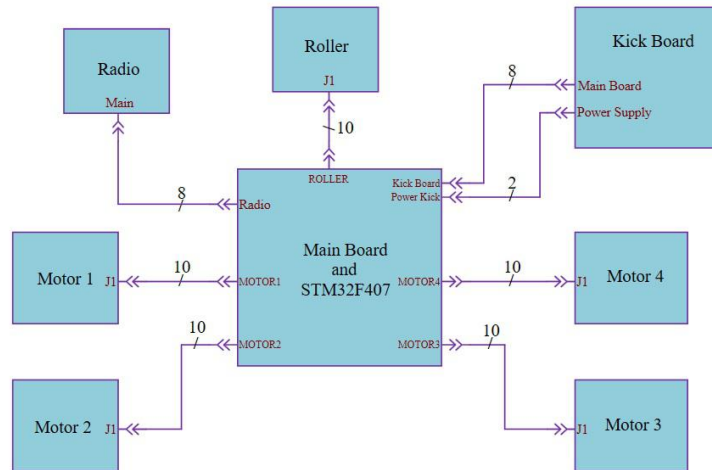 Radio
Main
Roller
J1
Kick Board
Main Board
Power Supply
8
10
8
2
ROLLER
Kick Board
Power Kick
Radio
Main Board
and
STM32F407
MOTOR1
MOTOR2
MOTOR4
MOTOR3
Motor 1
J1
10
Motor 2
J1
10
10
J1
Motor 4
10
J1
Motor 3